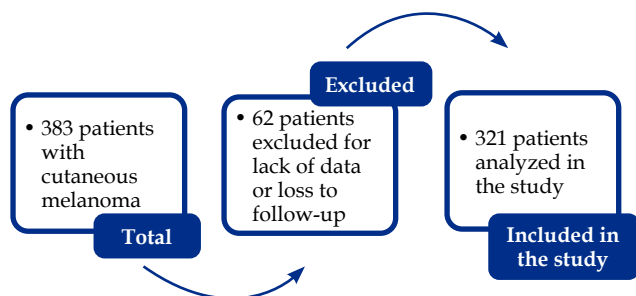 • 383 patients
with
cutaneous
melanoma
Total
Excluded
• 62 patients
excluded for
lack of data
or loss to
follow-up
• 321 patients
analyzed in
the study
Included in
the study